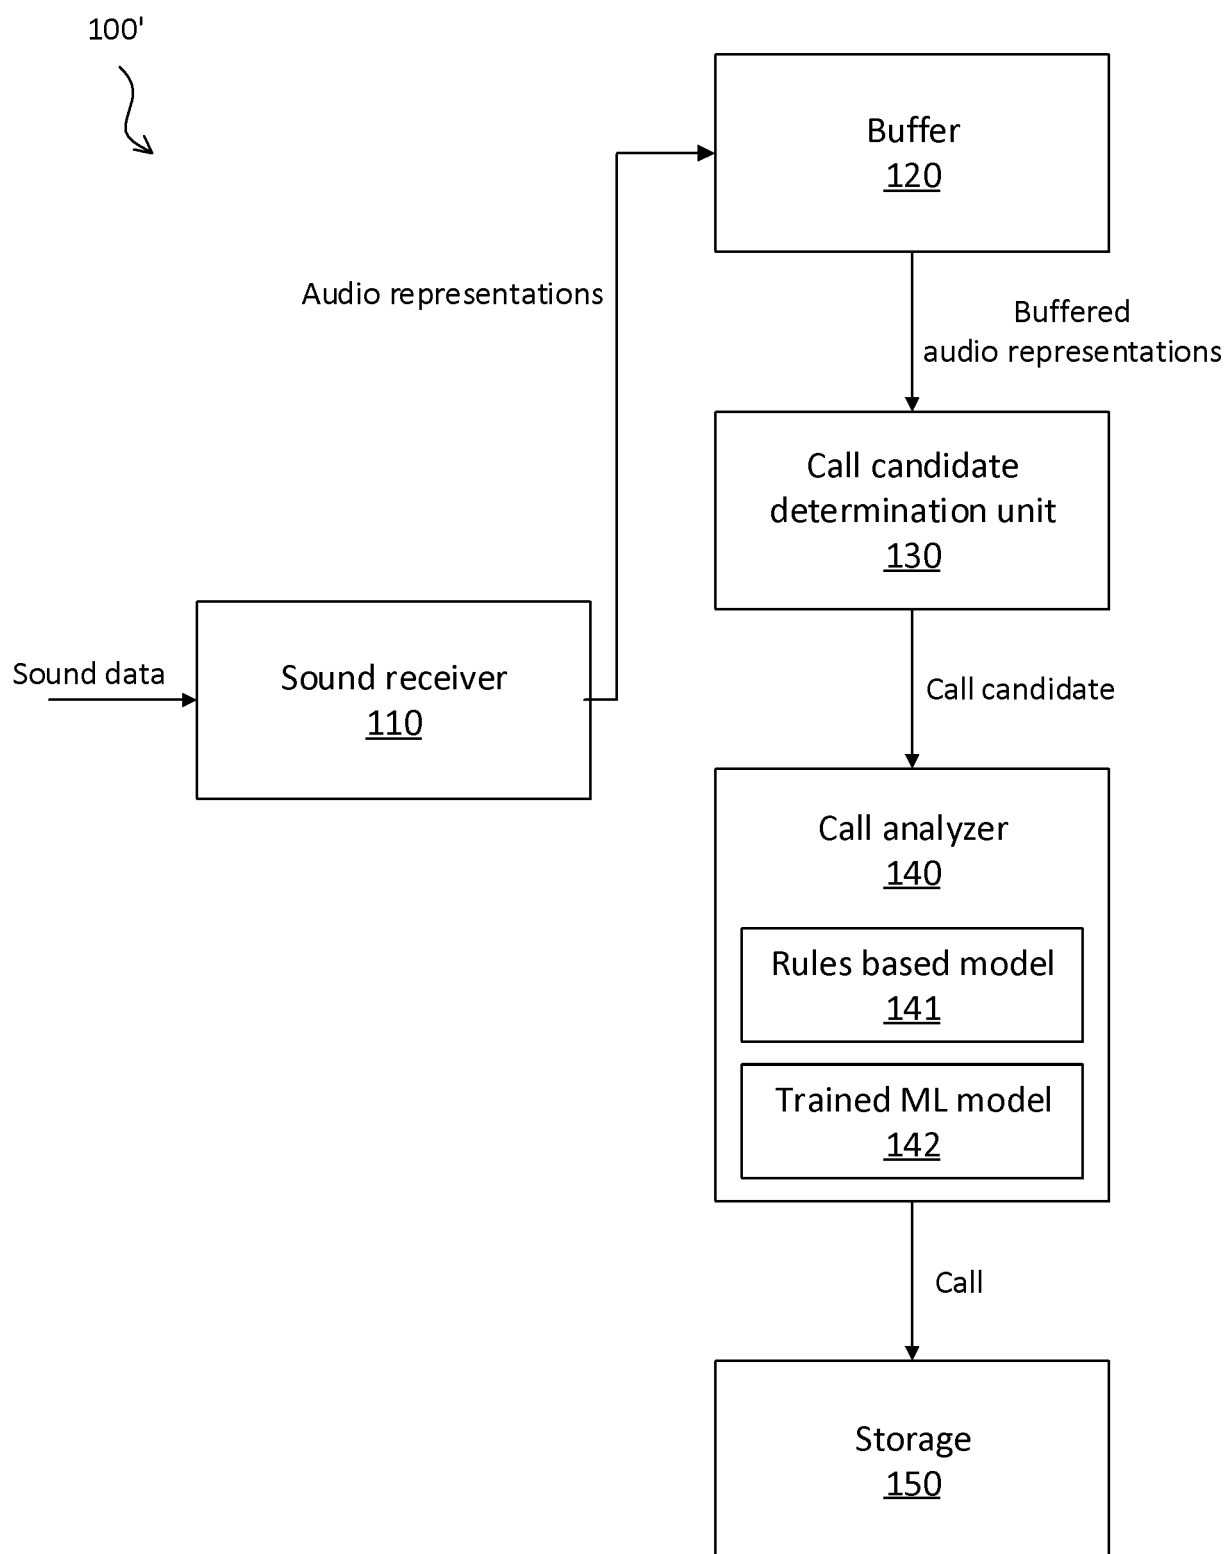 100'
Buffer
120
Audio representations
Buffered
audio representations
Call candidate
determination unit
130
Sound data
Sound receiver
110
Call candidate
Call analyzer
140
Rules based model
141
Trained ML model
142
Call
Storage
150